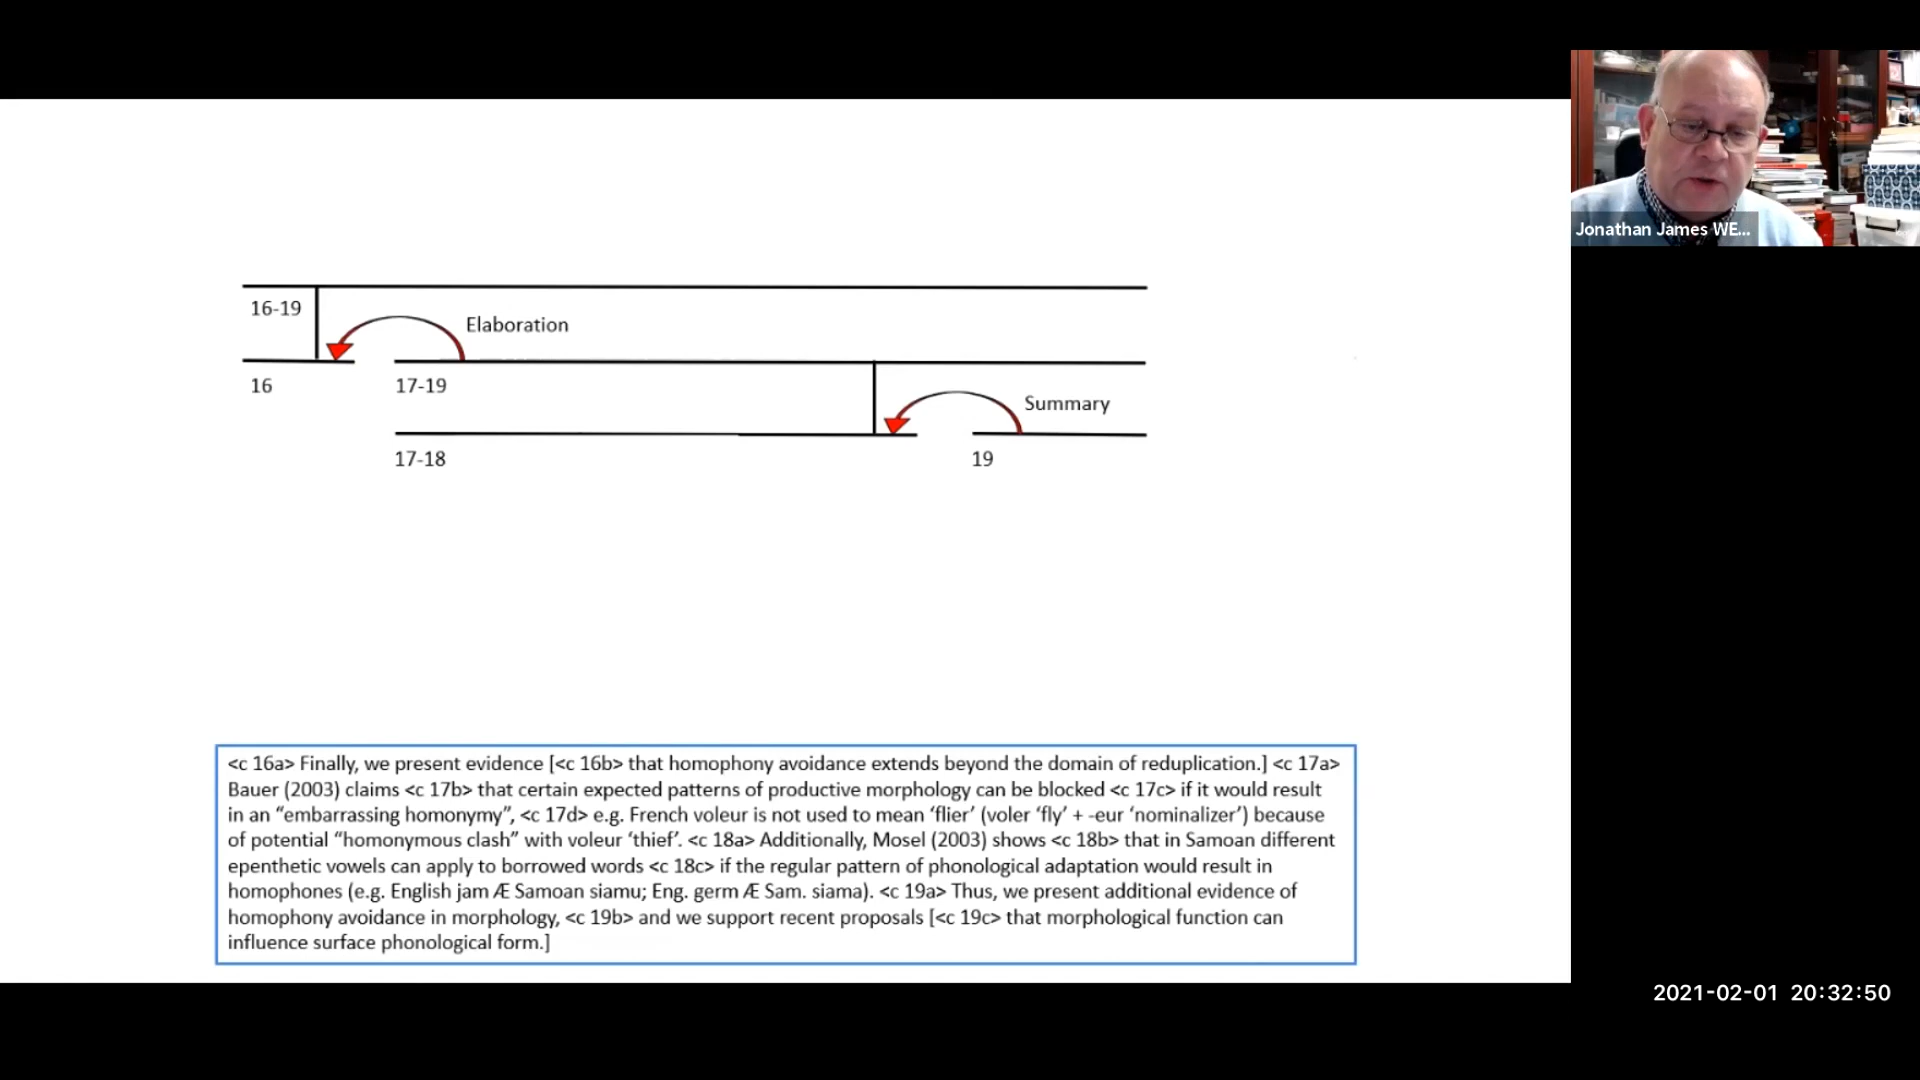 Jonathan James WE...
16-19
Elaboration
16
17-19
Summary
17-18
19
<c 16a> Finally, we present evidence [<c 16b> that homophony avoidance extends beyond the domain of reduplication.] <c 17a>
Bauer (2003) claims <c 17b> that certain expected patterns of productive morphology can be blocked <c 17c> if it would result
in an “embarrassing homonymy”, <c 17d> e.g. French voleur is not used to mean ‘flier’ (voler ‘fly’ + -eur ‘nominalizer’) because
of potential “homonymous clash” with voleur ‘thief’. <c 18a> Additionally, Mosel (2003) shows <c 18b> that in Samoan different
epenthetic vowels can apply to borrowed words <c 18c> if the regular pattern of phonological adaptation would result in
homophones (e.g. English jam Æ Samoan siamu; Eng. germ Æ Sam. siama). <c 19a> Thus, we present additional evidence of
homophony avoidance in morphology, <c 19b> and we support recent proposals [<c 19c> that morphological function can
influence surface phonological form.]
2021-02-01 20:32:50